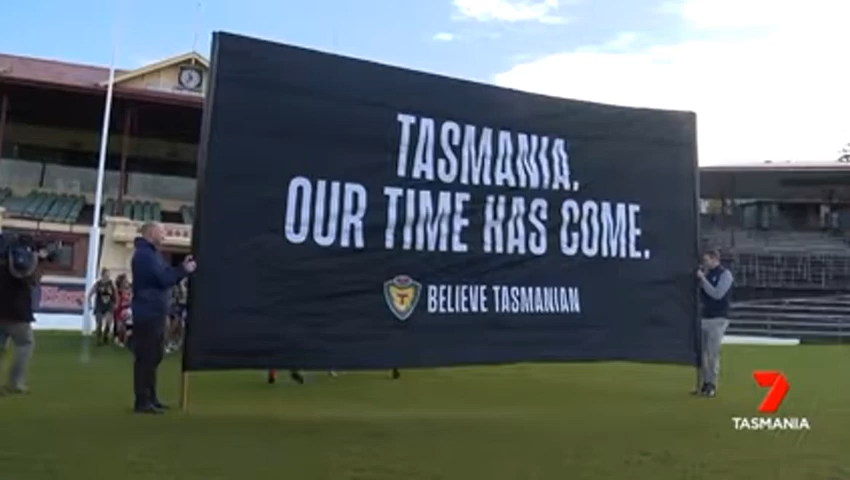 TASMANIA.
OUR TIME HAS COME.
T
BELIEVE TASMANIAN
7
TASMANIA